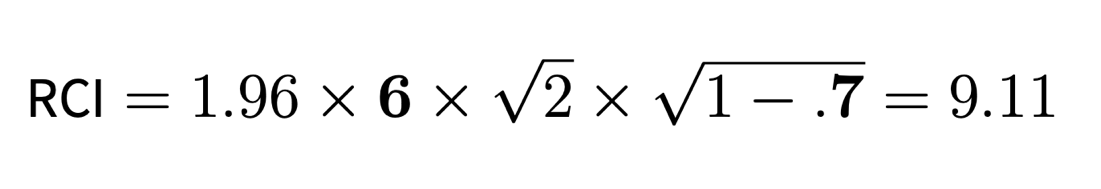 RCI = 1.96 × 6 × √2 × √1 − .7 = 9.11